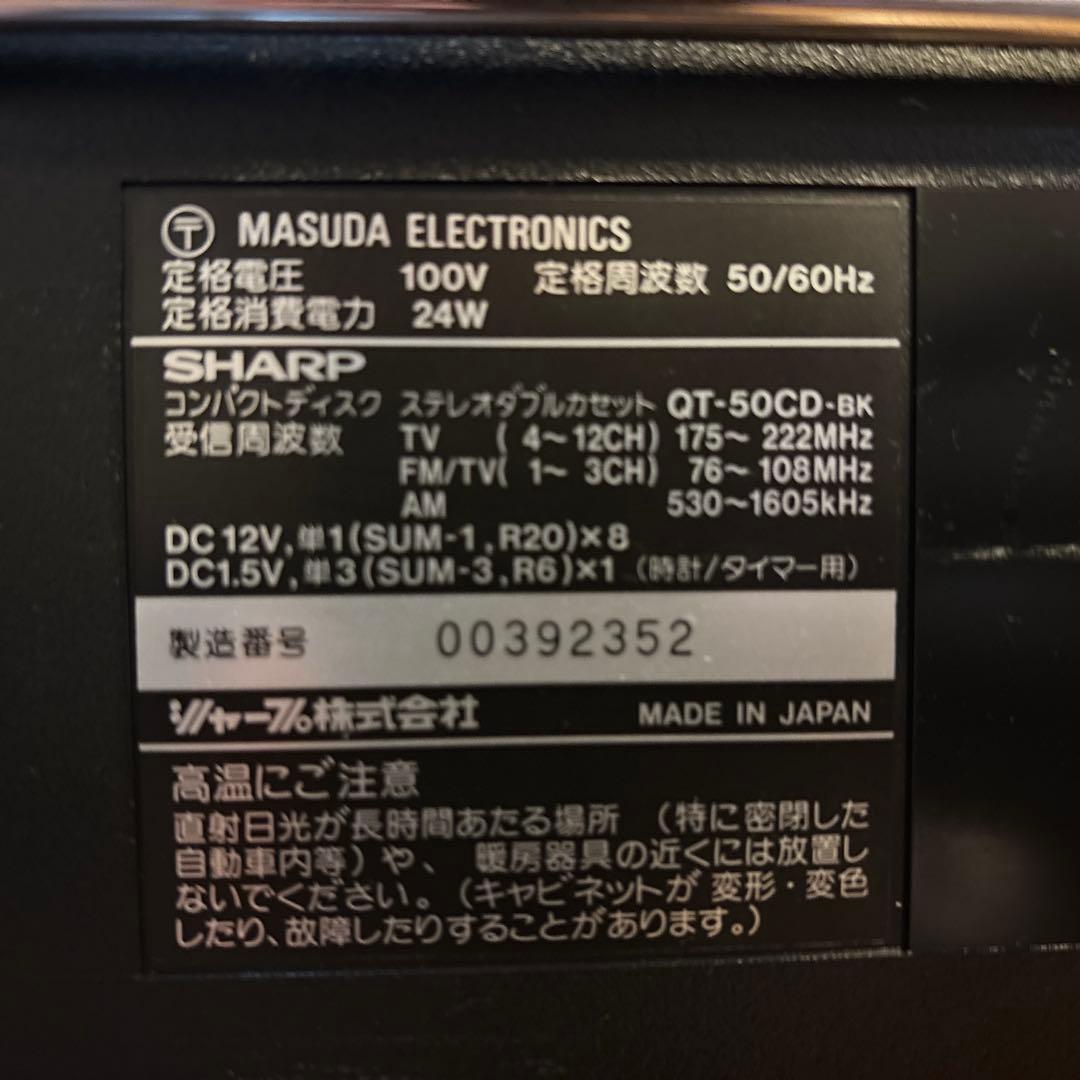 〒 MASUDA ELECTRONICS
定格電圧 100V 定格周波数 50/60Hz
定格消費電力 24W
SHARP
コンパクトディスク ステレオダブルカセット QT-50CD-BK
受信周波数 TV (4~12CH) 175~222MHz
FM/TV(1~3CH) 76~108MHz
AM 530~1605kHz
DC12V,単1(SUM-1,R20)×8
DC1.5V,単3(SUM-3,R6)×1 (時計/タイマー用)
製造番号 00392352
シャープ株式会社 MADE IN JAPAN
高温にご注意
直射日光が長時間あたる場所 (特に密閉した
自動車内等)や、暖房器具の近くには放置し
ないでください。(キャビネットが変形・変色
したり、故障したりすることがあります。)